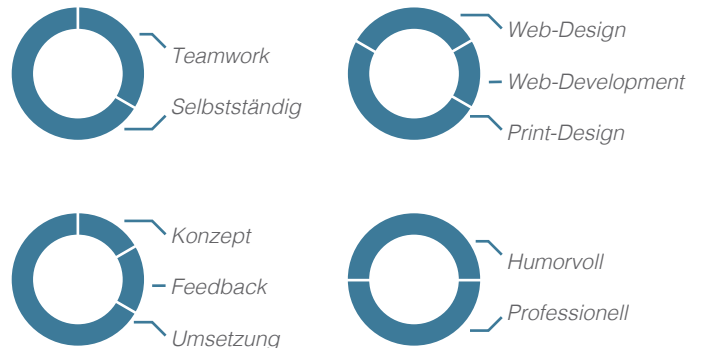 Teamwork
Selbstständig
Web-Design
Web-Development
Print-Design
Konzept
Feedback
Umsetzung
Humorvoll
Professionell